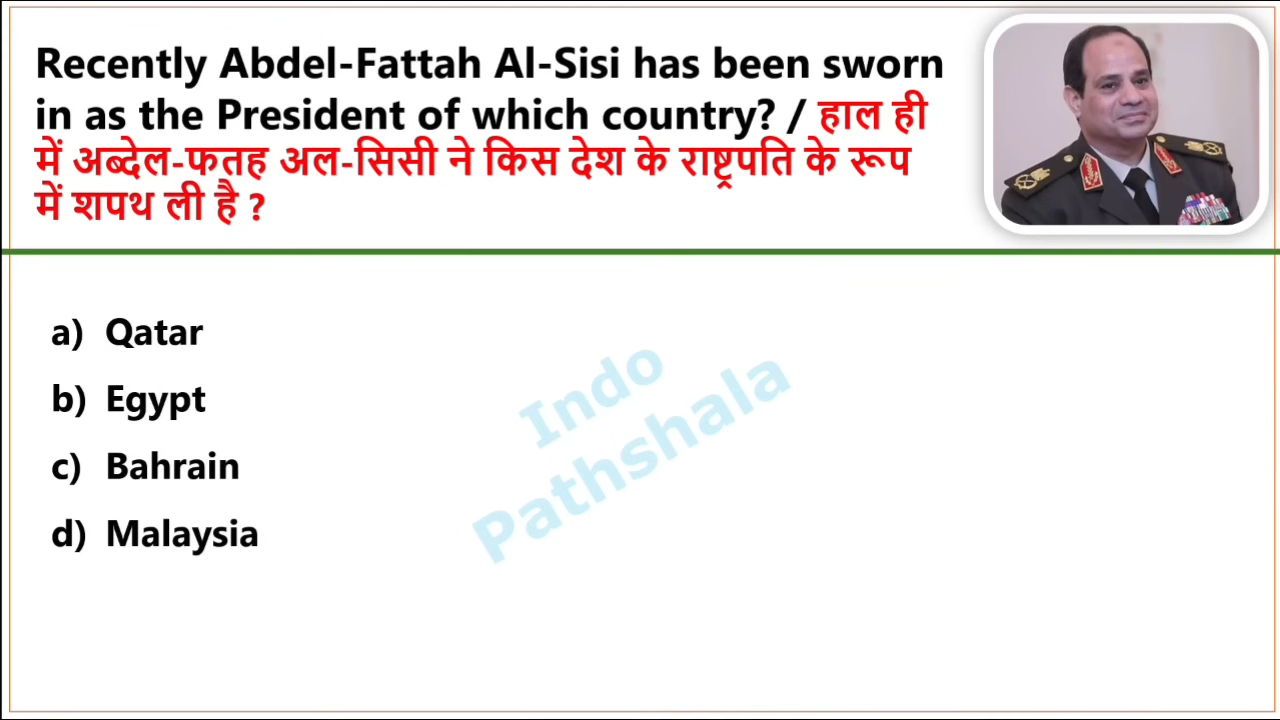 Recently Abdel-Fattah Al-Sisi has been sworn
in as the President of which country? / हाल ही
में अब्देल-फतह अल-सिसी ने किस देश के राष्ट्रपति के रूप
में शपथ ली है ?
a) Qatar
b) Egypt
c) Bahrain
d) Malaysia
Indo
Pathshala